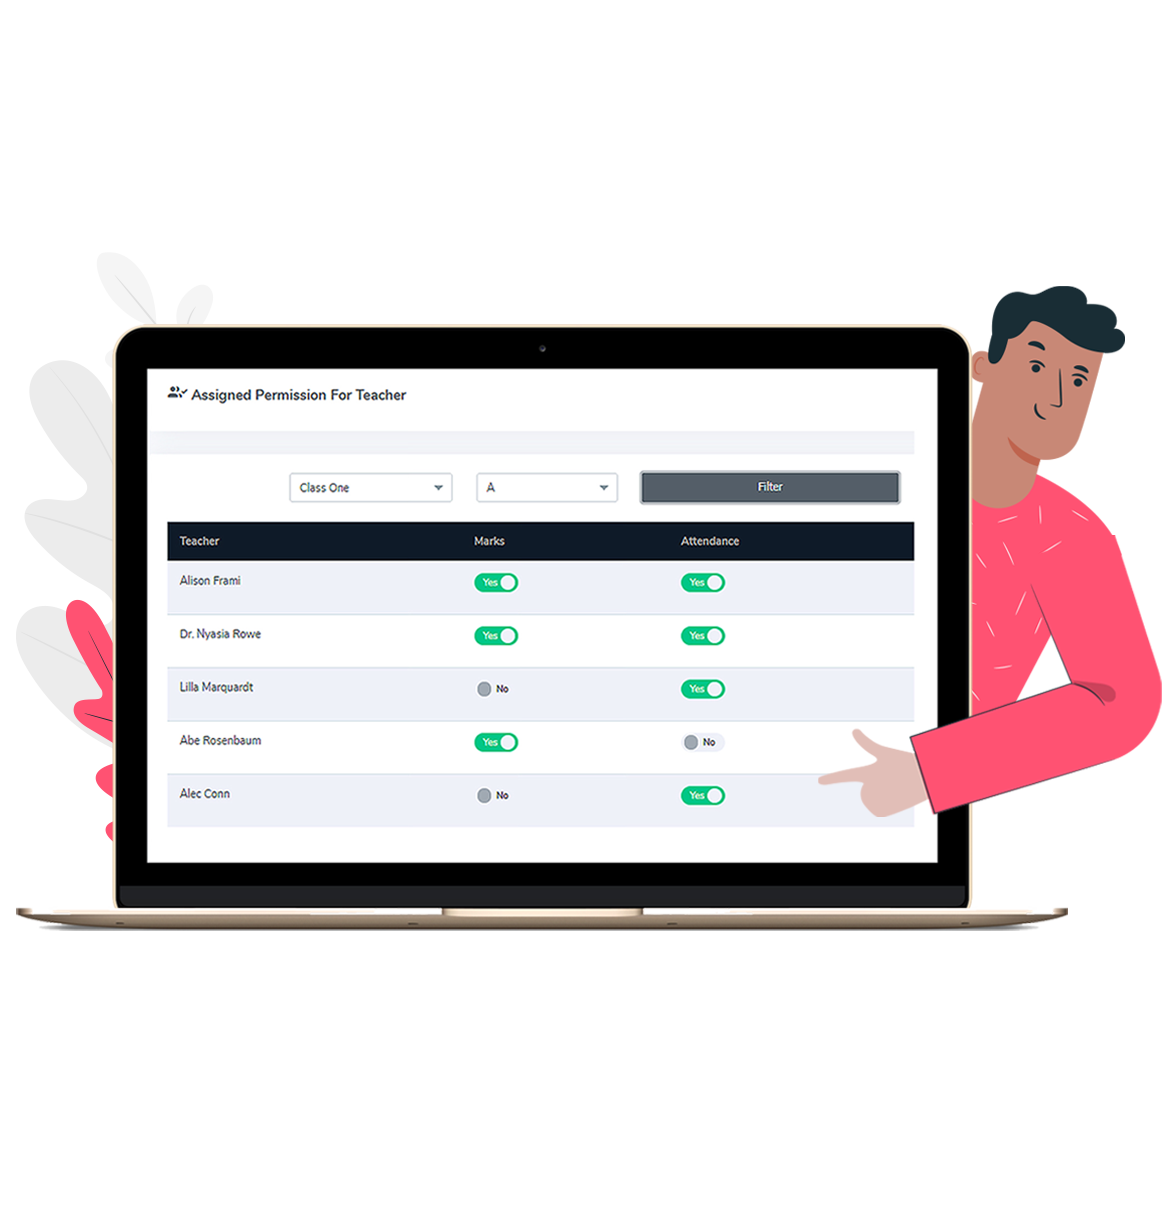 Assigned Permission For Teacher
Class One A Filter
Teacher Marks Attendance
Alison Frami Yes Yes
Dr. Nyasia Rowe Yes Yes
Lilla Marquardt No Yes
Abe Rosenbaum Yes No
Alec Conn No Yes